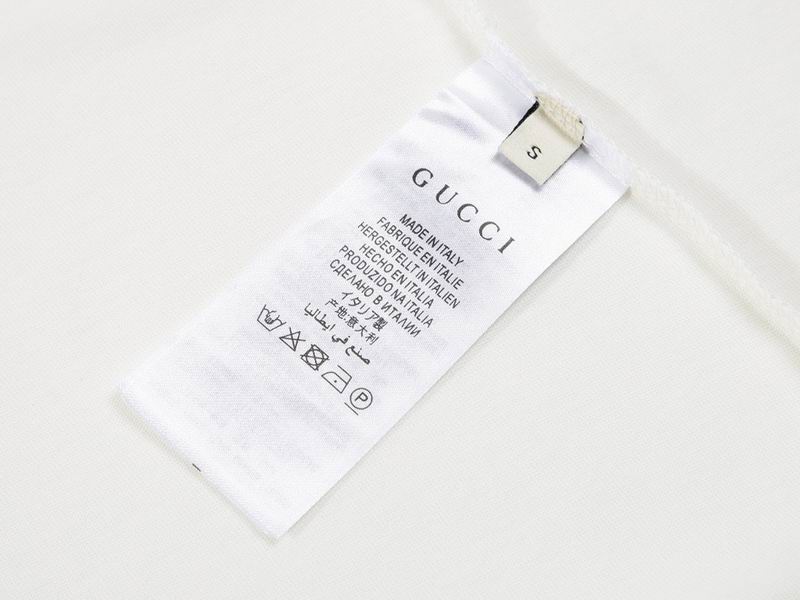 S
GUCCI
MADE IN ITALY
FABRIQUE EN ITALIE
HERGESTELLT IN ITALIEN
HECHO EN ITALIA
PRODUZIDO NA ITALIA
СДЕЛАНО В ИТАЛИИ
イタリア製
产地:意大利
صنع في ايطاليا
P